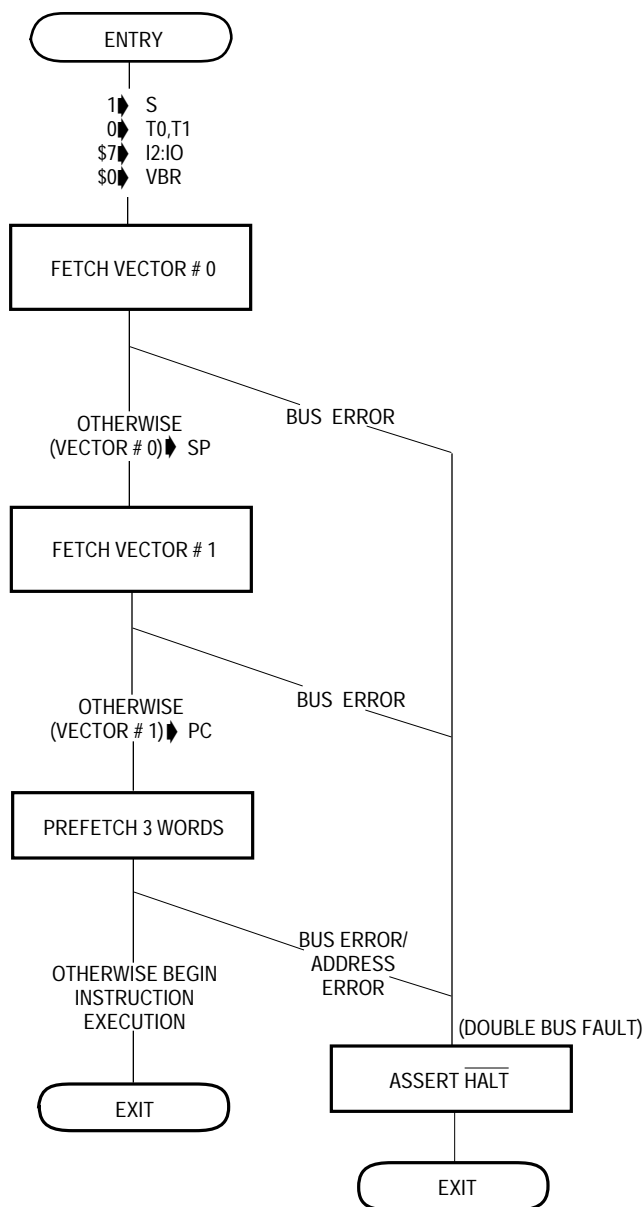 ENTRY
1 S
0 T0,T1
$7 I2:IO
$0 VBR
FETCH VECTOR # 0
BUS ERROR
OTHERWISE
(VECTOR # 0) SP
FETCH VECTOR # 1
BUS ERROR
OTHERWISE
(VECTOR # 1) PC
PREFETCH 3 WORDS
BUS ERROR/
ADDRESS
ERROR
OTHERWISE BEGIN
INSTRUCTION
EXECUTION
(DOUBLE BUS FAULT)
ASSERT HALT
EXIT
EXIT